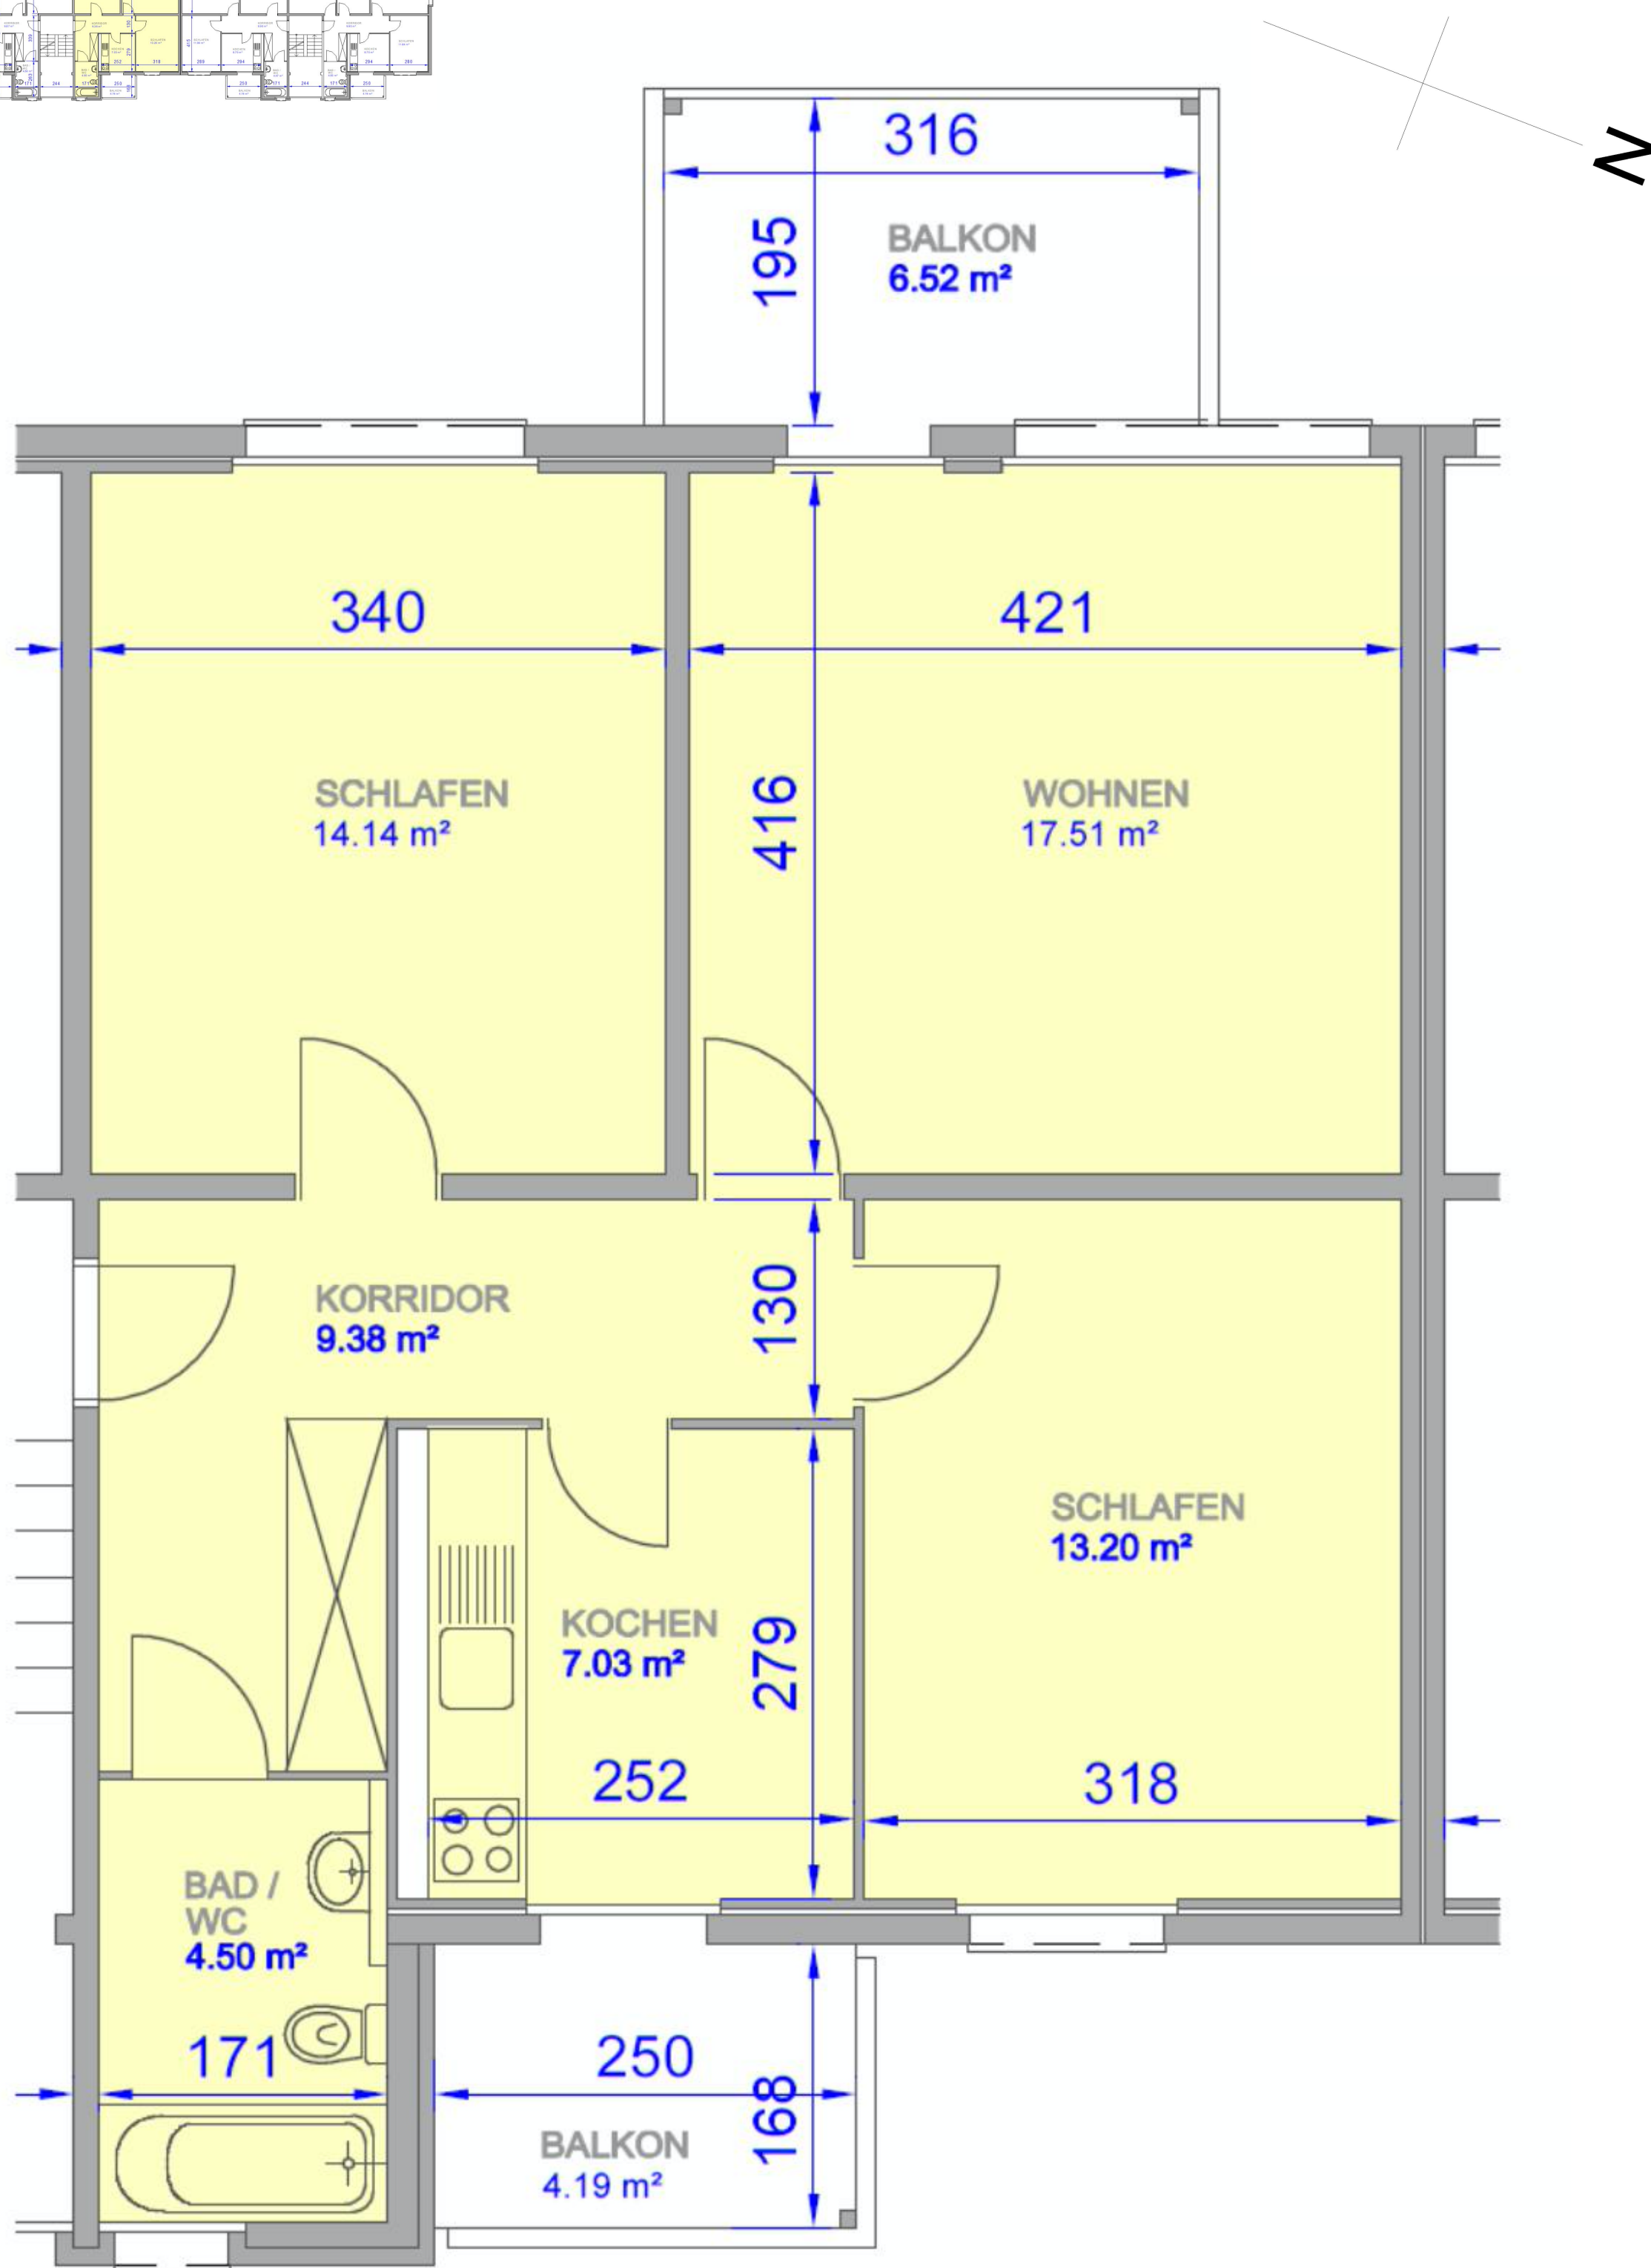 N
316
195
BALKON
6.52 m²
340
421
416
SCHLAFEN
14.14 m²
WOHNEN
17.51 m²
KORRIDOR
9.38 m²
130
SCHLAFEN
13.20 m²
KOCHEN
7.03 m²
279
252
318
BAD /
WC
4.50 m²
171
250
168
BALKON
4.19 m²